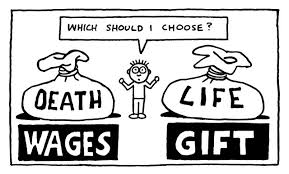 WHICH SHOULD I CHOOSE?
DEATH
LIFE
WAGES
GIFT